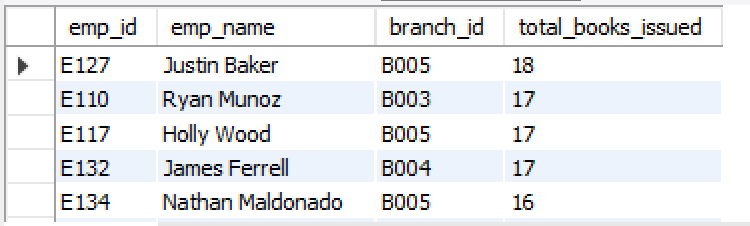 emp_id emp_name branch_id total_books_issued
E127 Justin Baker B005 18
E110 Ryan Munoz B003 17
E117 Holly Wood B005 17
E132 James Ferrell B004 17
E134 Nathan Maldonado B005 16